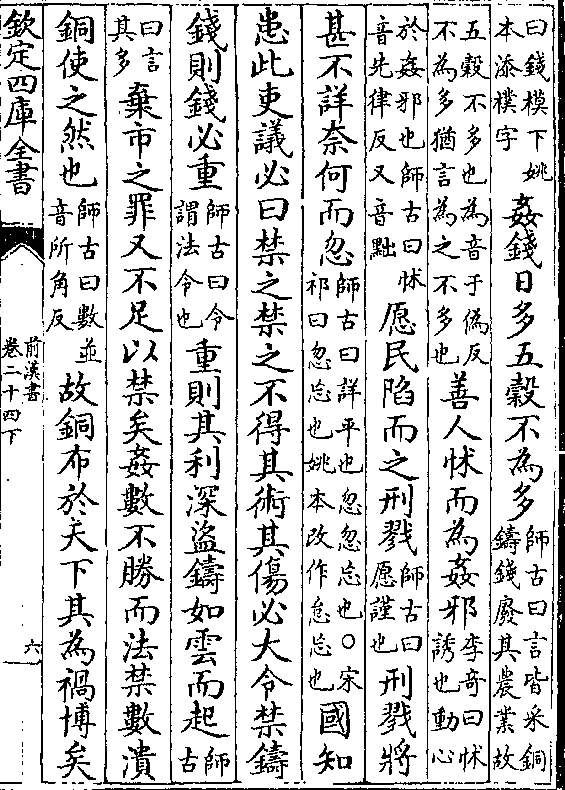 曰錢模下姚本添樸字姦錢日多五穀不為多師古曰言皆采銅鑄錢廢其農業故
五穀不多也為音于偽反不為多猶言為之不多也善人怵而為姦邪李奇曰怵誘也動心
於姦邪也師古曰怵音先律反又音黜愿民陷而之刑戮師古曰愿謹也刑戮將
甚不詳奈何而忽師古曰詳平也忽忽忘也○宋祁曰忽忘也姚本改作怠忘也國知
患此吏議必曰禁之禁之不得其術其傷必大令禁鑄
錢則錢必重師古曰令謂法令也重則其利深盜鑄如雲而起師古
曰言其多棄市之罪又不足以禁矣姦數不勝而法禁數潰
銅使之然也師古曰數並音所角反故銅布於天下其為禍博矣
欽定四庫全書
前漢書
卷二十四下
六